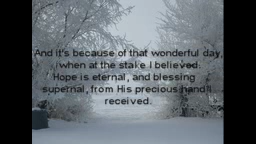 And it's because of that wonderful day,
when at the stake I believed.
Hope is eternal, and blessing
supernal, from His precious hand I
received.